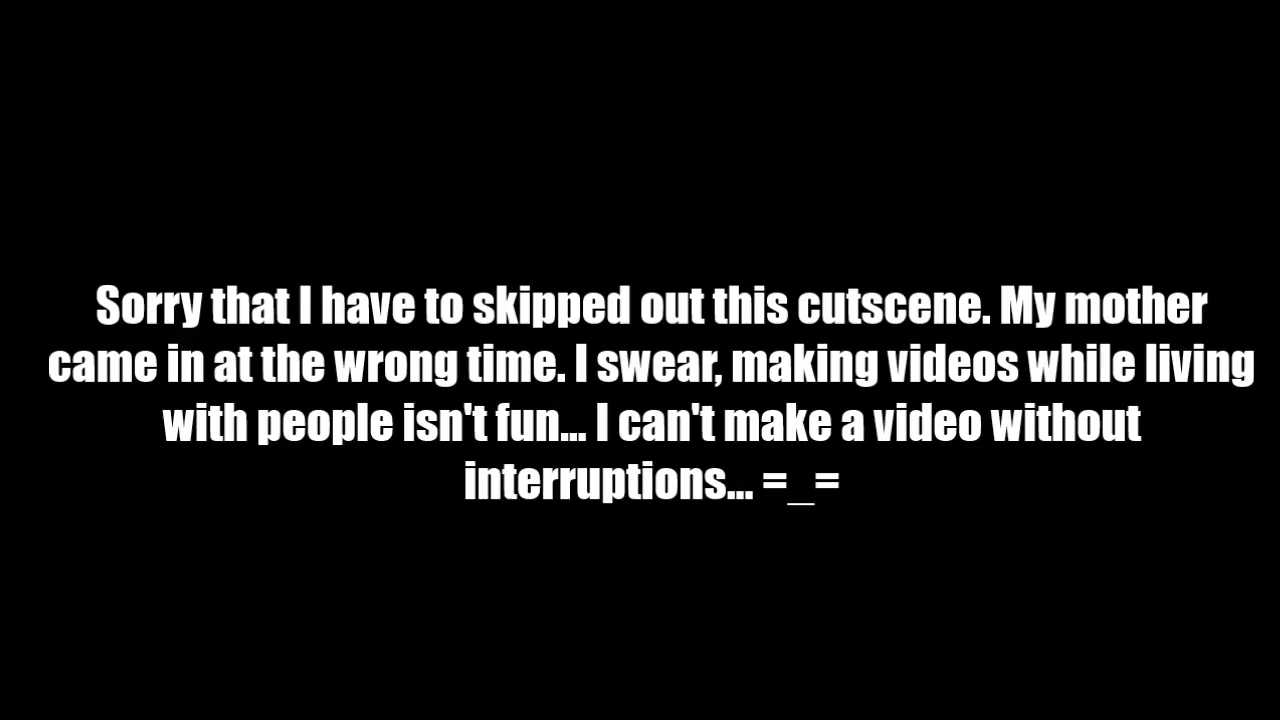 Sorry that I have to skipped out this cutscene. My mother
came in at the wrong time. I swear, making videos while living
with people isn't fun... I can't make a video without
interruptions... =_=